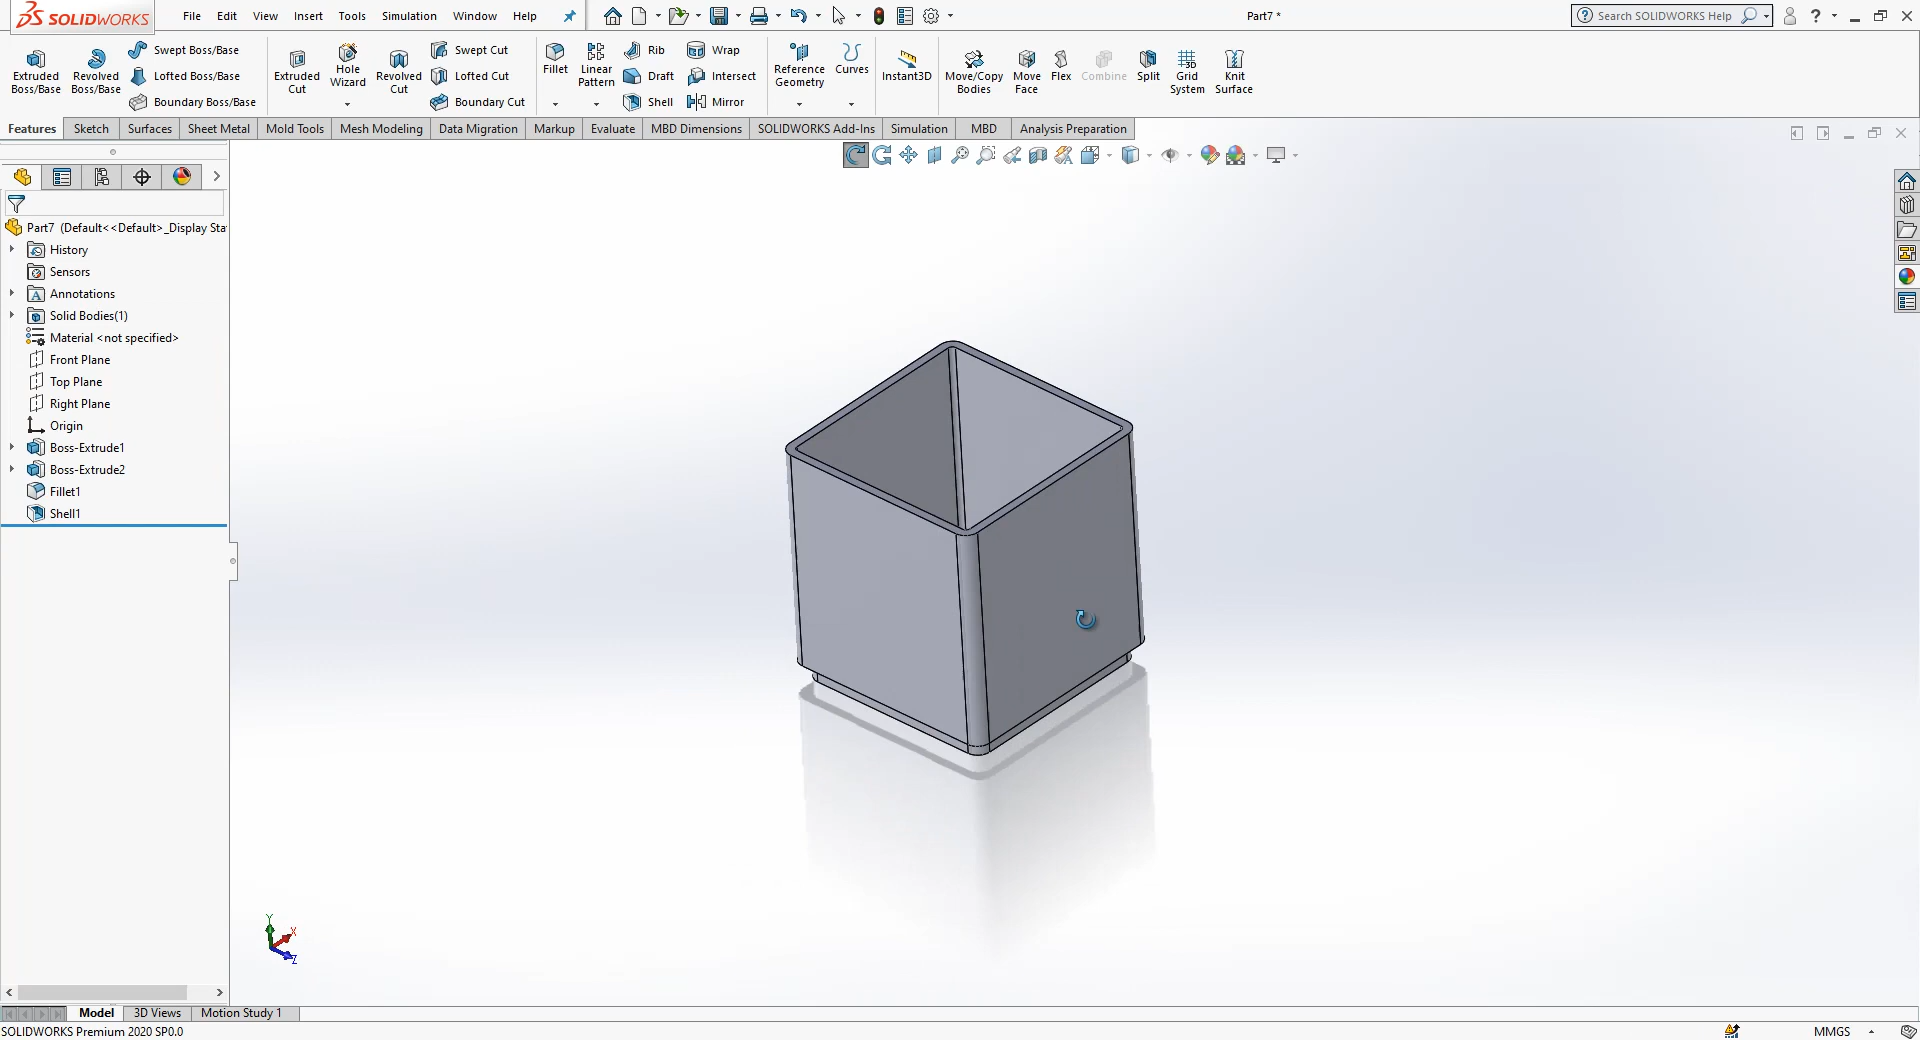 SOLIDWORKS File Edit View Insert Tools Simulation Window Help Part7 * Search SOLIDWORKS Help ?
Extruded Boss/Base
Revolved Boss/Base
Swept Boss/Base
Lofted Boss/Base
Boundary Boss/Base
Extruded Cut
Hole Wizard
Revolved Cut
Swept Cut
Lofted Cut
Boundary Cut
Fillet
Linear Pattern
Rib
Draft
Shell
Wrap
Intersect
Mirror
Reference Geometry
Curves
Instant3D
Move/Copy Bodies
Move Face
Flex
Combine
Split
Grid System
Knit Surface
Features Sketch Surfaces Sheet Metal Mold Tools Mesh Modeling Data Migration Markup Evaluate MBD Dimensions SOLIDWORKS Add-Ins Simulation MBD Analysis Preparation
Part7 (Default<<Default>_Display Sta
History
Sensors
A Annotations
Solid Bodies(1)
Material <not specified>
Front Plane
Top Plane
Right Plane
Origin
Boss-Extrude1
Boss-Extrude2
Fillet1
Shell1
Y
X
Z
Model 3D Views Motion Study 1
SOLIDWORKS Premium 2020 SP0.0 MMGS